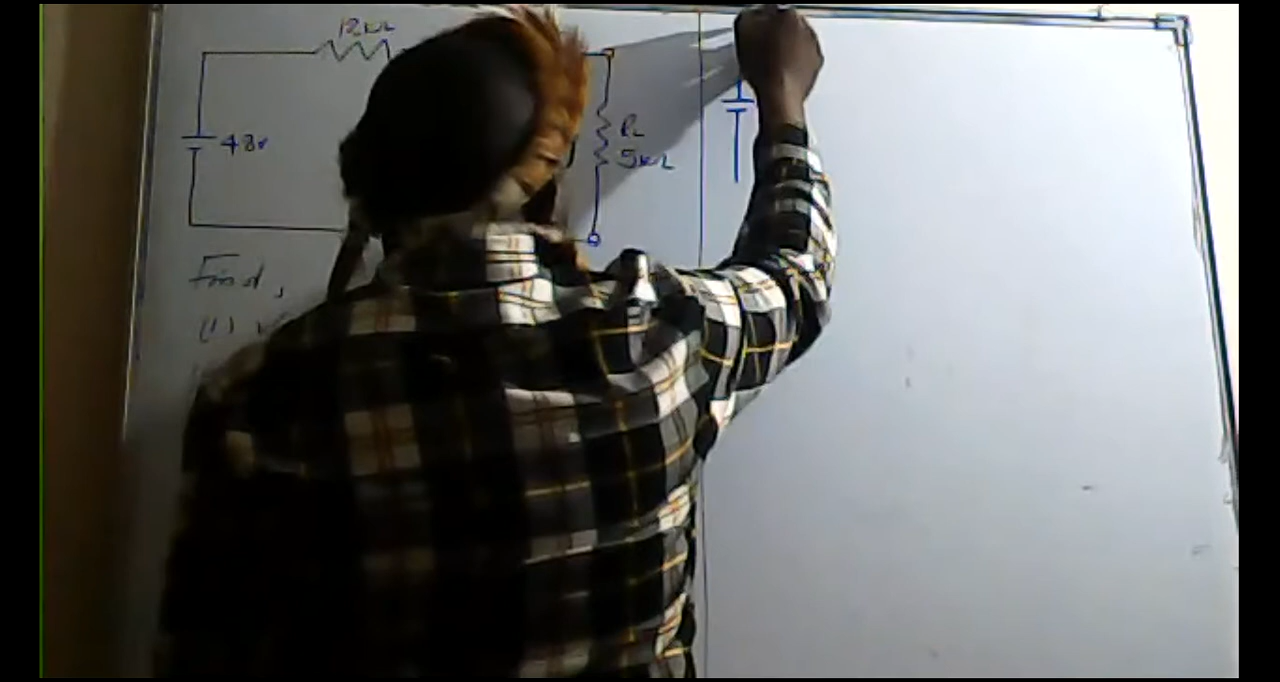 12kΩ
48v
RL
5kΩ
Find,
(1)